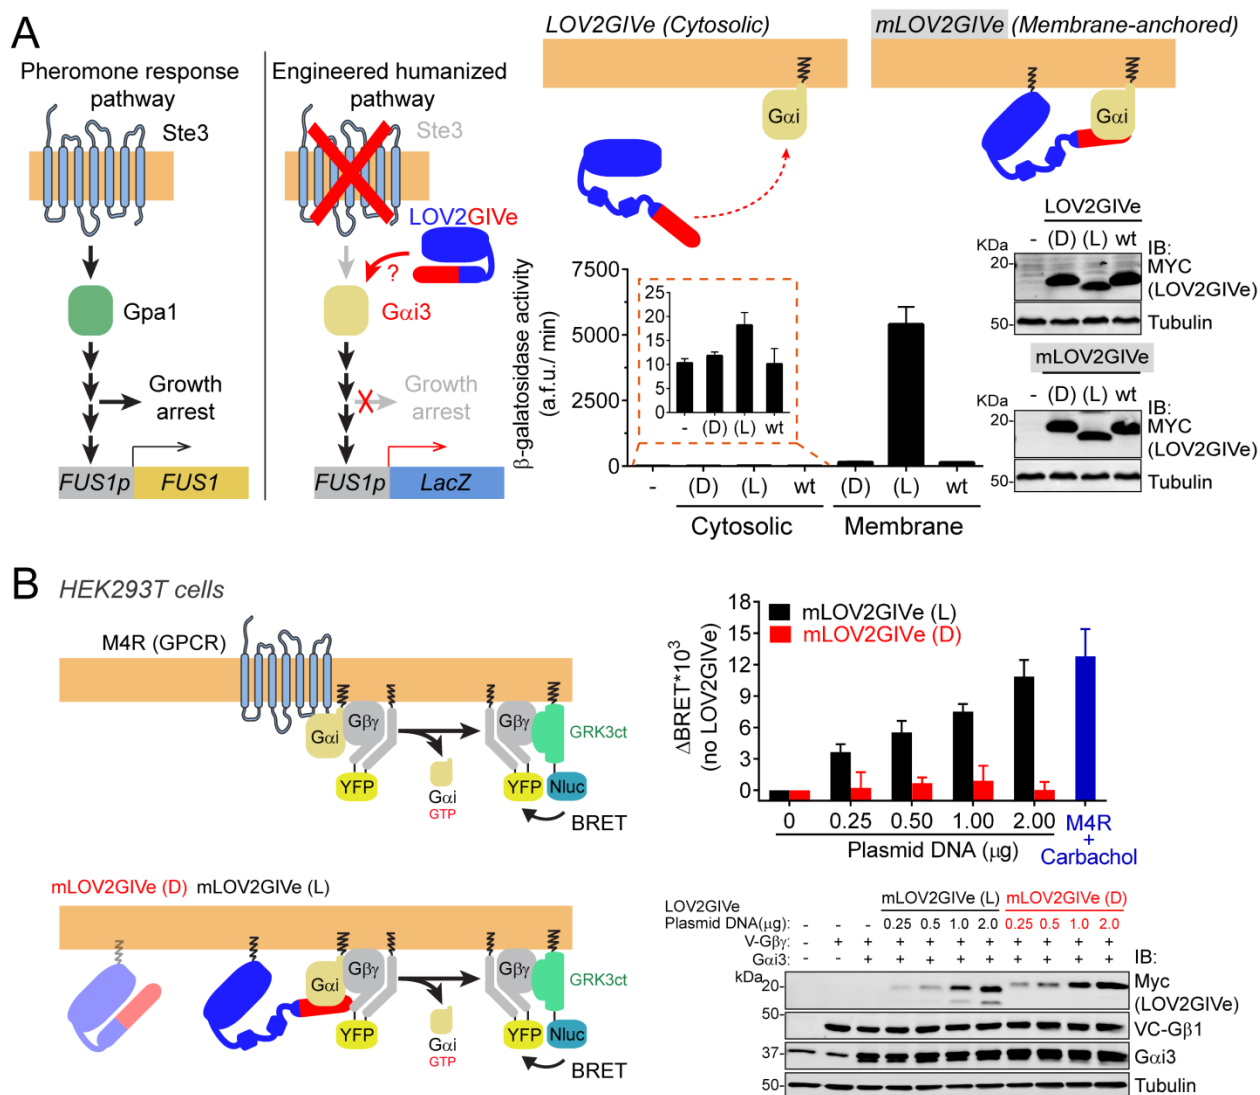 A
Pheromone response
pathway
Ste3
Gpa1
Growth
arrest
FUS1p
FUS1
Engineered humanized
pathway
Ste3
LOV2GIVe
?
Gαi3
Growth
arrest
FUS1p
LacZ
LOV2GIVe (Cytosolic)
Gαi
mLOV2GIVe (Membrane-anchored)
Gαi
β-galatosidase activity
(a.f.u./ min)
7500
5000
2500
0
25
20
15
10
5
0
- (D) (L) wt
- (D) (L) wt (D) (L) wt
Cytosolic Membrane
LOV2GIVe
KDa - (D) (L) wt IB:
20
MYC
(LOV2GIVe)
50 Tubulin
mLOV2GIVe
KDa - (D) (L) wt IB:
20
MYC
(LOV2GIVe)
50 Tubulin
B
HEK293T cells
M4R (GPCR)
Gαi
Gβγ
YFP
Gαi
GTP
Gβγ
GRK3ct
YFP
Nluc
BRET
mLOV2GIVe (D) mLOV2GIVe (L)
Gαi
Gβγ
YFP
Gαi
GTP
Gβγ
GRK3ct
YFP
Nluc
BRET
ΔBRET*10³
(no LOV2GIVe)
18
15
12
9
6
3
0
mLOV2GIVe (L)
mLOV2GIVe (D)
0 0.25 0.50 1.00 2.00
Plasmid DNA (µg)
M4R
+
Carbachol
mLOV2GIVe (L) mLOV2GIVe (D)
LOV2GIVe
Plasmid DNA(µg): - - - 0.25 0.5 1.0 2.0 0.25 0.5 1.0 2.0
V-Gβγ: - + + + + + + + + + +
Gαi3: - - + + + + + + + + +
IB:
kDa
20
Myc
(LOV2GIVe)
50
VC-Gβ1
37 Gαi3
50 Tubulin